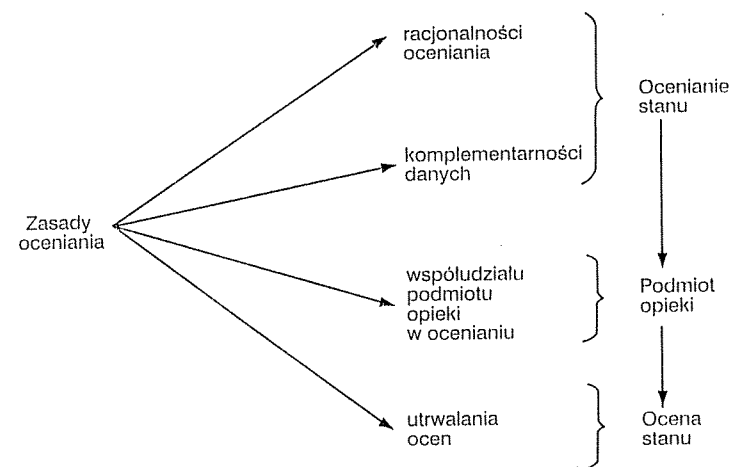 racjonalności
oceniania
Ocenianie
stanu
komplementarności
danych
Zasady
oceniania
współudziału
podmiotu
opieki
w ocenianiu
Podmiot
opieki
utrwalania
ocen
Ocena
stanu